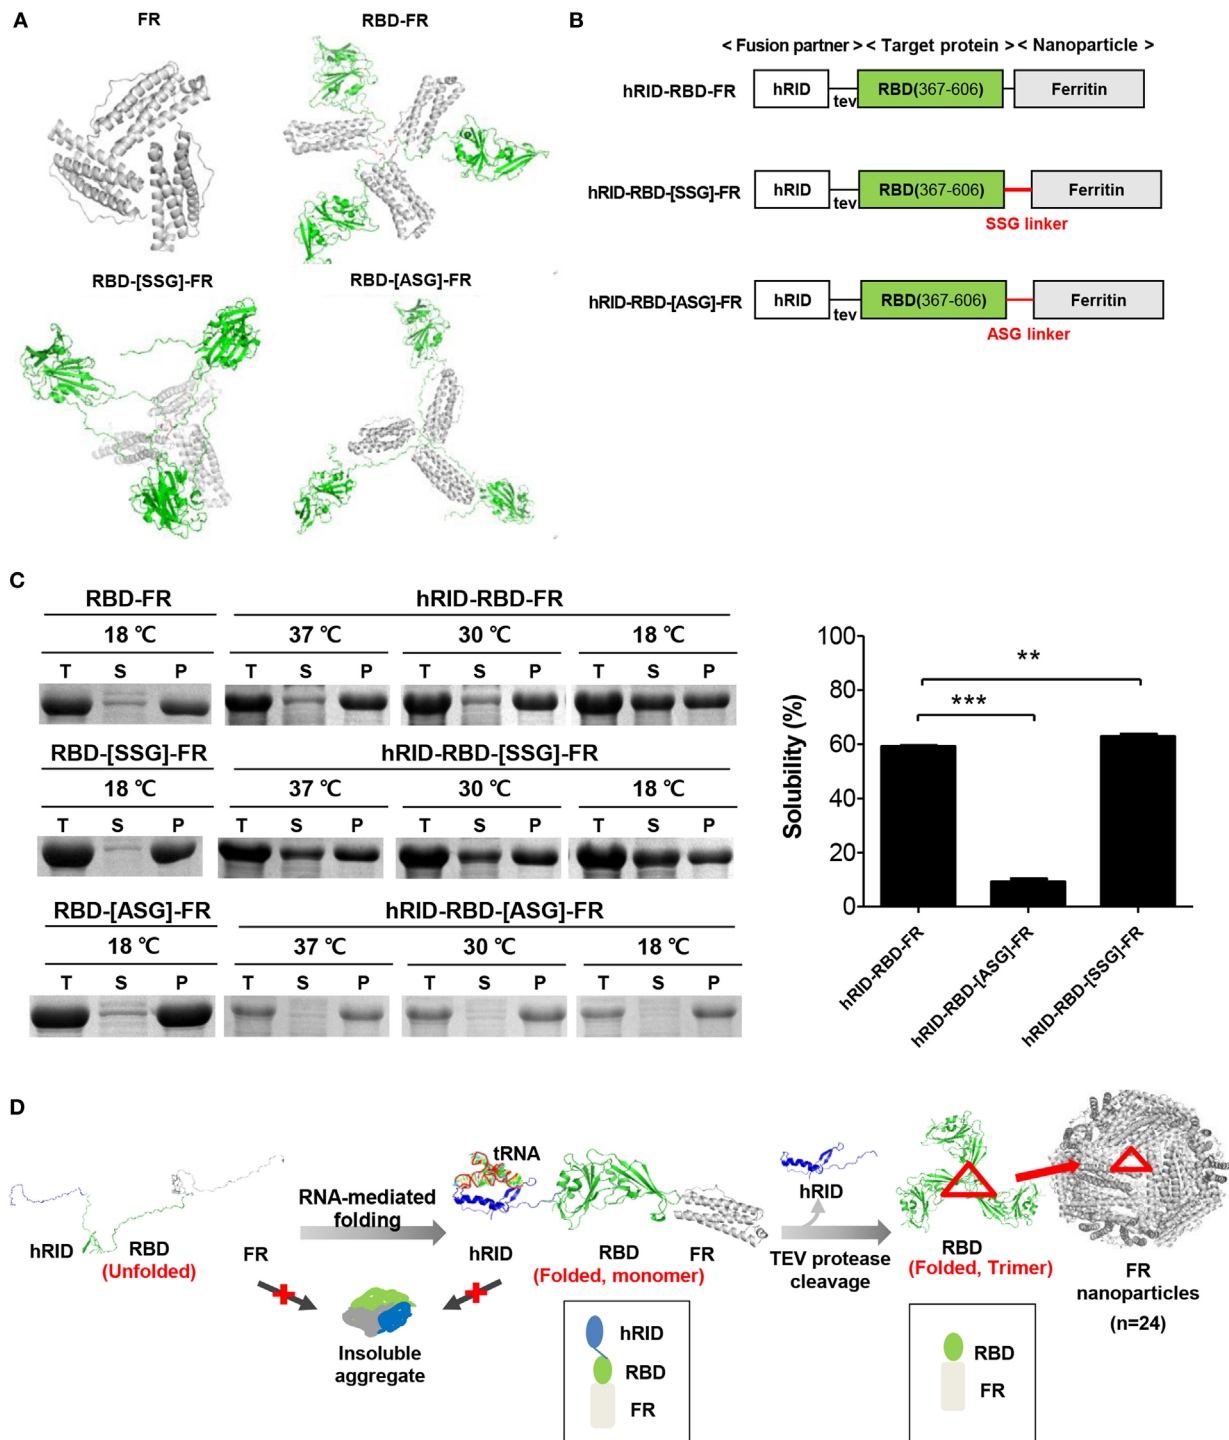 A
FR
RBD-FR
RBD-[SSG]-FR
RBD-[ASG]-FR
B
< Fusion partner > < Target protein > < Nanoparticle >
hRID-RBD-FR
hRID
tev
RBD(367-606)
Ferritin
hRID-RBD-[SSG]-FR
hRID
tev
RBD(367-606)
Ferritin
SSG linker
hRID-RBD-[ASG]-FR
hRID
tev
RBD(367-606)
Ferritin
ASG linker
C
RBD-FR
hRID-RBD-FR
18 ℃ 37 ℃ 30 ℃ 18 ℃
T S P T S P T S P T S P
RBD-[SSG]-FR
hRID-RBD-[SSG]-FR
18 ℃ 37 ℃ 30 ℃ 18 ℃
T S P T S P T S P T S P
RBD-[ASG]-FR
hRID-RBD-[ASG]-FR
18 ℃ 37 ℃ 30 ℃ 18 ℃
T S P T S P T S P T S P
Solubility (%)
100
80
60
40
20
0
**
***
hRID-RBD-FR
hRID-RBD-[ASG]-FR
hRID-RBD-[SSG]-FR
D
hRID
RBD
(Unfolded)
FR
RNA-mediated
folding
Insoluble
aggregate
tRNA
hRID
RBD
FR
(Folded, monomer)
hRID
RBD
FR
hRID
TEV protease
cleavage
RBD
(Folded, Trimer)
FR
nanoparticles
(n=24)
RBD
FR